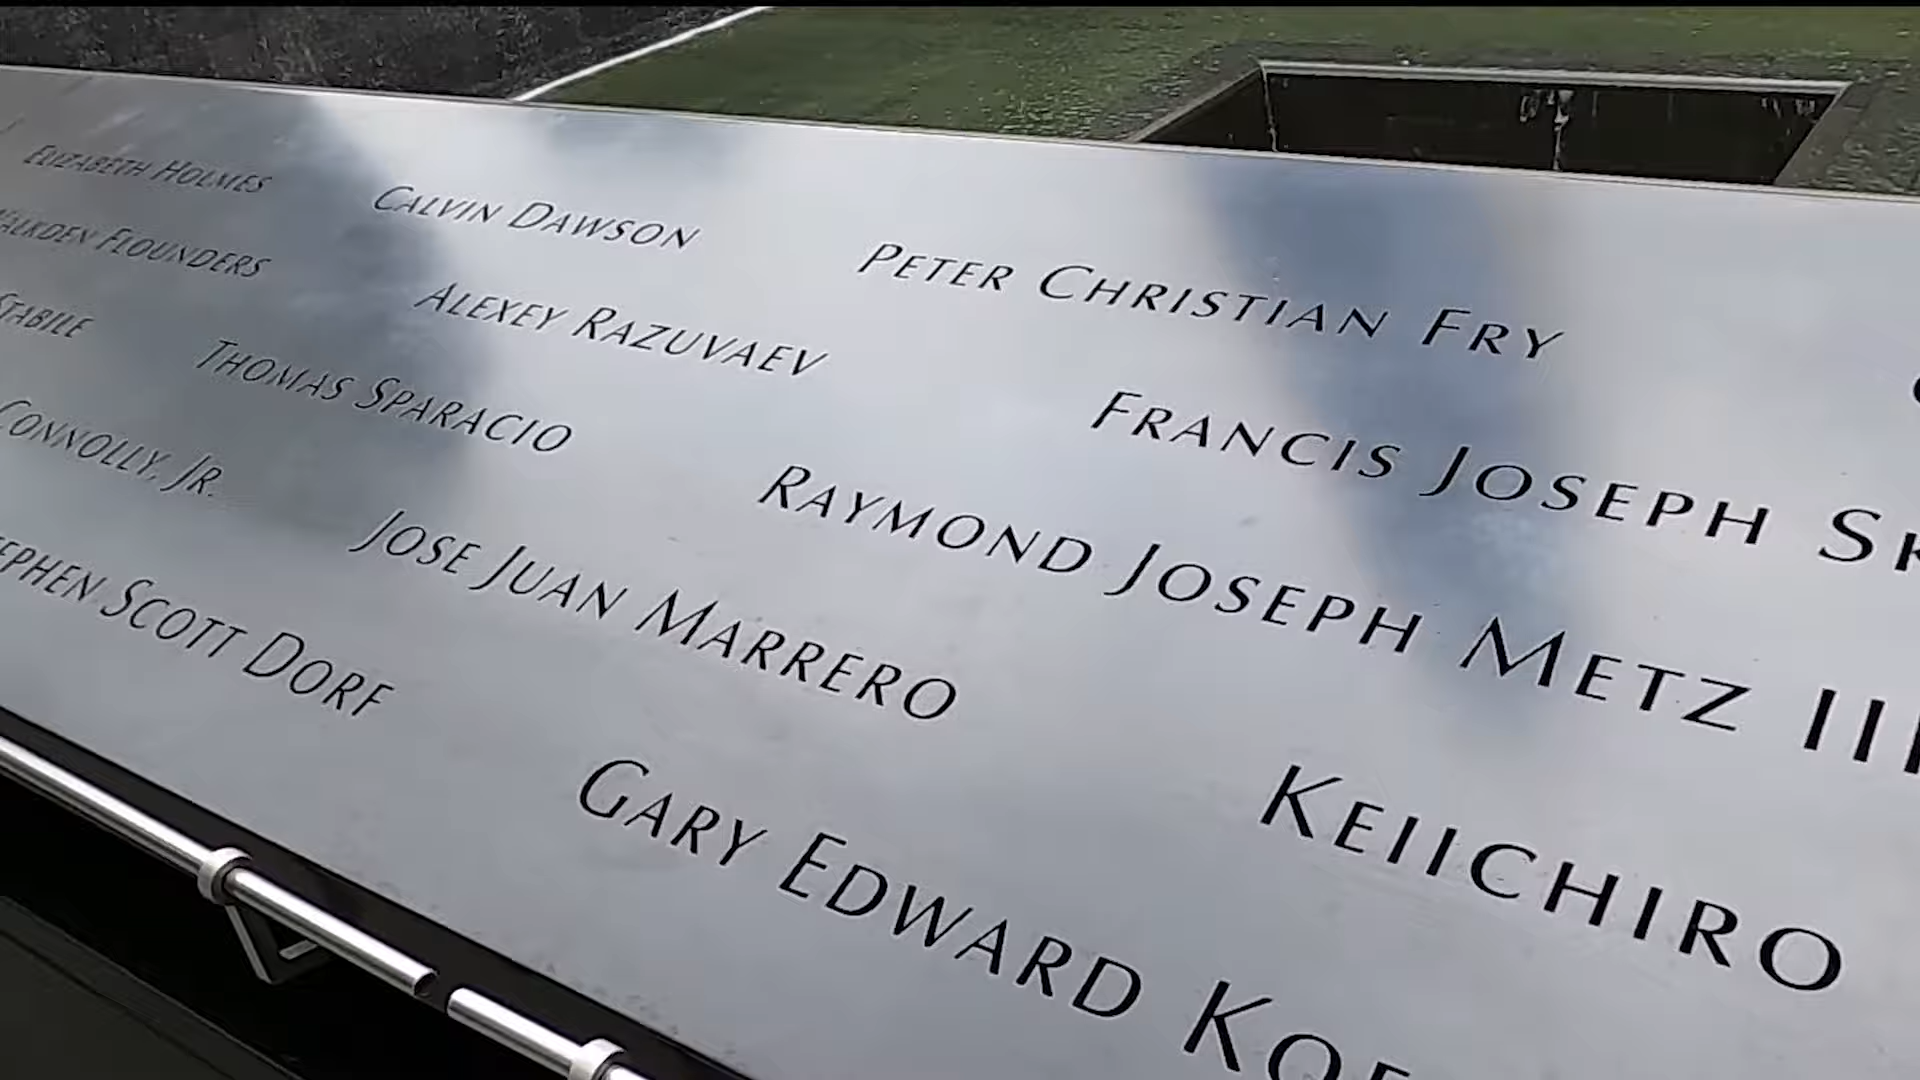 ELIZABETH HOLMES CALVIN DAWSON PETER CHRISTIAN FRY
FLOUNDERS ALEXEY RAZUVAEV FRANCIS JOSEPH
STABILE THOMAS SPARACIO RAYMOND JOSEPH METZ III
CONNOLLY, JR. JOSE JUAN MARRERO KEIICHIRO
SCOTT DORF GARY EDWARD